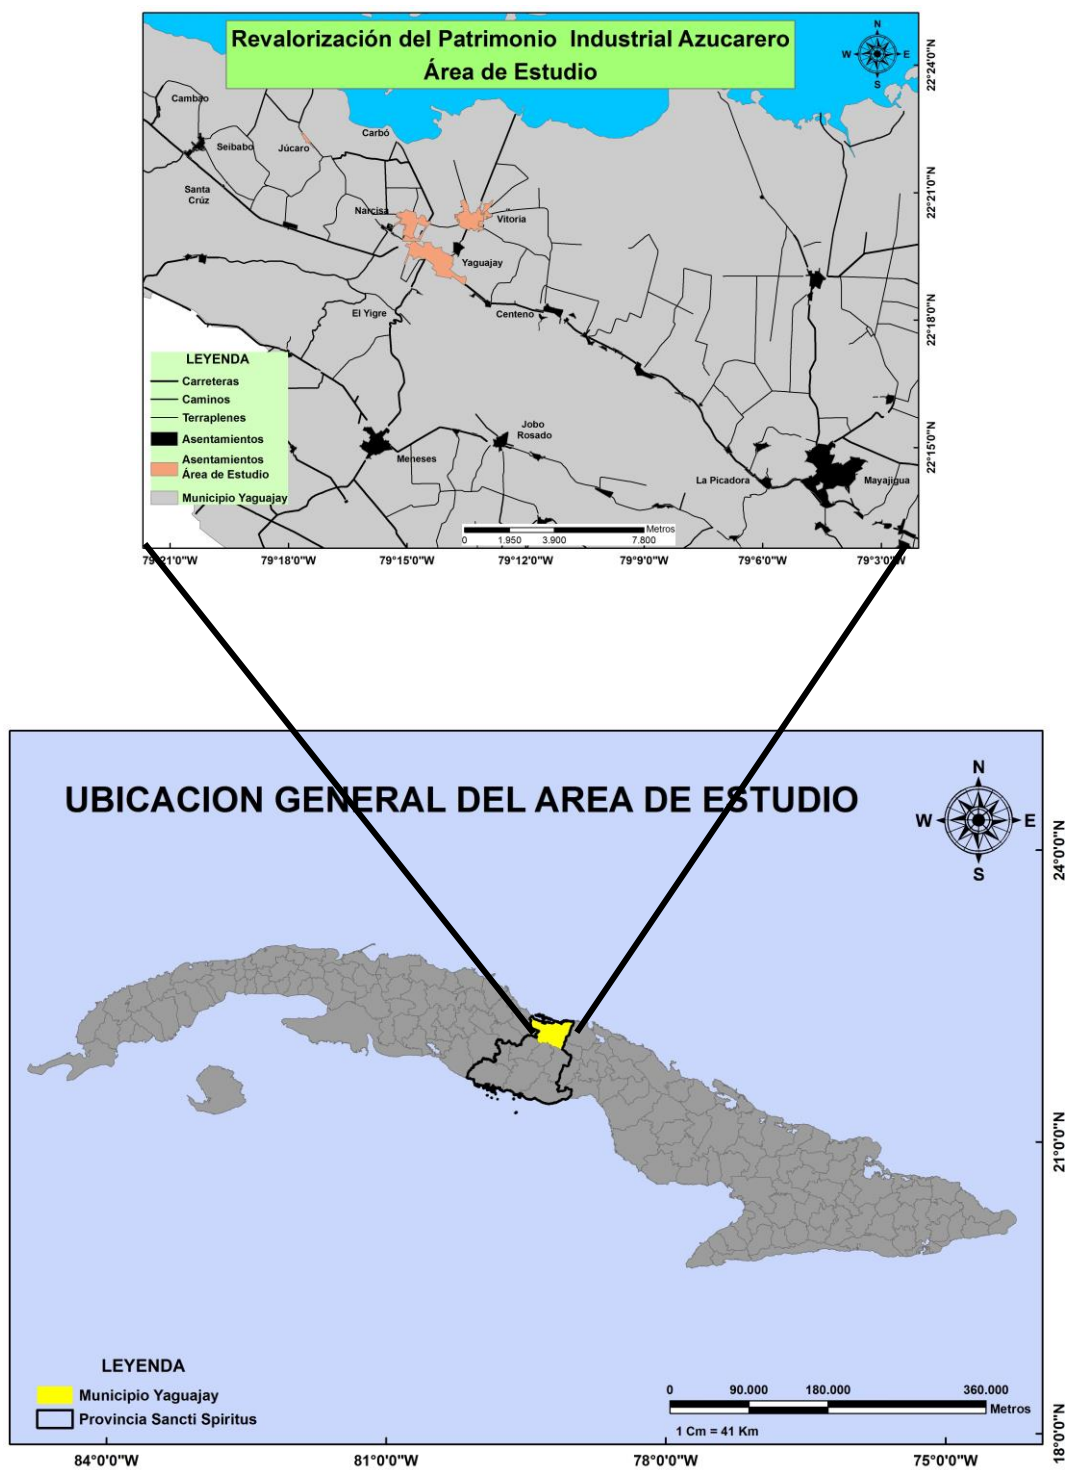 Revalorización del Patrimonio Industrial Azucarero
Área de Estudio
N
W
E
S
22°24'0"N
22°21'0"N
22°18'0"N
22°15'0"N
Cambao
Seibabo
Júcaro
Carbó
Santa
Crúz
Narcisa
Vitoria
Yaguajay
El Yigre
Centeno
Jobo
Rosado
Meneses
La Picadora
Mayajigua
LEYENDA
Carreteras
Caminos
Terraplenes
Asentamientos
Asentamientos
Área de Estudio
Municipio Yaguajay
Metros
0 1.950 3.900 7.800
79°21'0"W 79°18'0"W 79°15'0"W 79°12'0"W 79°9'0"W 79°6'0"W 79°3'0"W
UBICACION GENERAL DEL AREA DE ESTUDIO
N
W
E
S
24°0'0"N
21°0'0"N
18°0'0"N
LEYENDA
Municipio Yaguajay
Provincia Sancti Spiritus
0 90.000 180.000 360.000
Metros
1 Cm = 41 Km
84°0'0"W 81°0'0"W 78°0'0"W 75°0'0"W